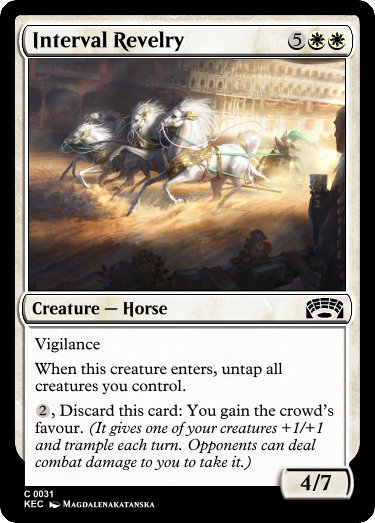 Interval Revelry 5
Creature — Horse
Vigilance
When this creature enters, untap all
creatures you control.
2, Discard this card: You gain the crowd's
favour. (It gives one of your creatures +1/+1
and trample each turn. Opponents can deal
combat damage to you to take it.)
4/7
C 0031
KEC MAGDALENAKATANSKA